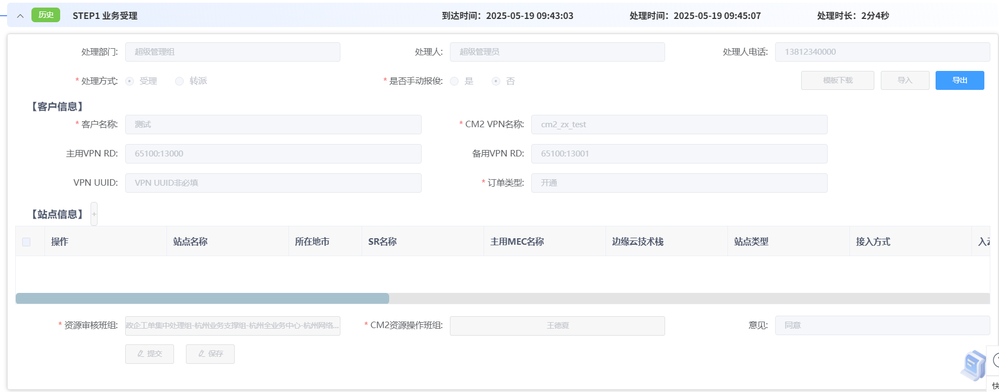 历史 STEP1 业务受理 到达时间：2025-05-19 09:43:03 处理时间：2025-05-19 09:45:07 处理时长：2分4秒
处理部门: 超级管理组 处理人: 超级管理员 处理人电话: 13812340000
* 处理方式: 受理 转派 * 是否手动报俊: 是 否 模板下载 导入 导出
【客户信息】
* 客户名称: 测试 * CM2 VPN名称: cm2_zx_test
主用VPN RD: 65100:13000 备用VPN RD: 65100:13001
VPN UUID: VPN UUID非必填 * 订单类型: 开通
【站点信息】 +
操作 站点名称 所在地市 SR名称 主用MEC名称 边缘云技术栈 站点类型 接入方式 入
* 资源审核班组: 政企工单集中处理组-杭州业务支撑组-杭州全业务中心-杭州网络... * CM2资源操作班组: 王德夏 意见: 同意
提交 保存
快